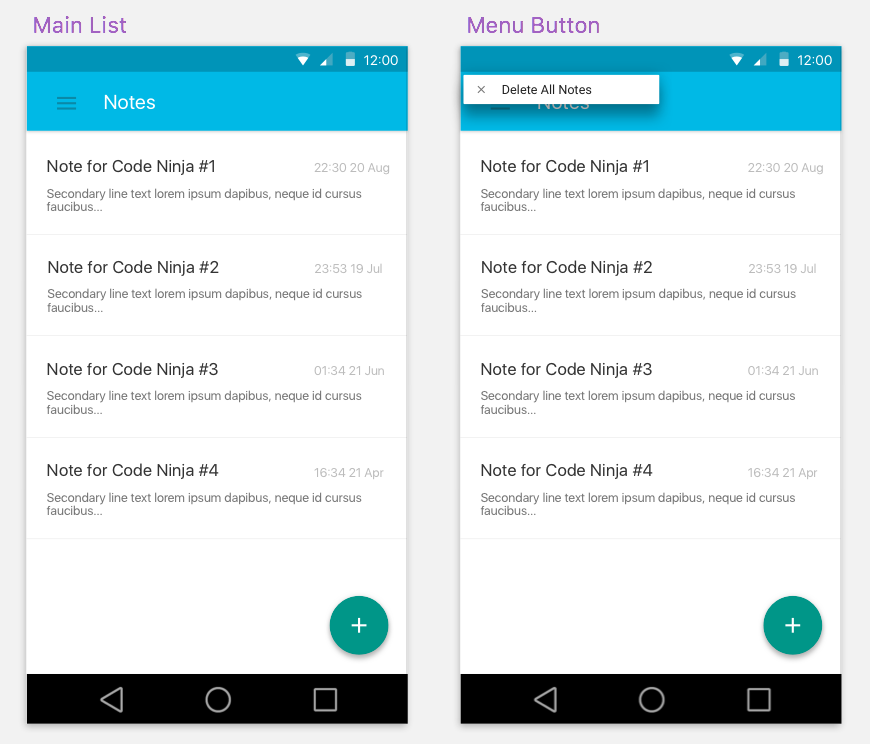 Main List
12:00
Notes
Note for Code Ninja #1
22:30 20 Aug
Secondary line text lorem ipsum dapibus, neque id cursus
faucibus...
Note for Code Ninja #2
23:53 19 Jul
Secondary line text lorem ipsum dapibus, neque id cursus
faucibus...
Note for Code Ninja #3
01:34 21 Jun
Secondary line text lorem ipsum dapibus, neque id cursus
faucibus...
Note for Code Ninja #4
16:34 21 Apr
Secondary line text lorem ipsum dapibus, neque id cursus
faucibus...
Menu Button
12:00
Delete All Notes
Notes
Note for Code Ninja #1
22:30 20 Aug
Secondary line text lorem ipsum dapibus, neque id cursus
faucibus...
Note for Code Ninja #2
23:53 19 Jul
Secondary line text lorem ipsum dapibus, neque id cursus
faucibus...
Note for Code Ninja #3
01:34 21 Jun
Secondary line text lorem ipsum dapibus, neque id cursus
faucibus...
Note for Code Ninja #4
16:34 21 Apr
Secondary line text lorem ipsum dapibus, neque id cursus
faucibus...